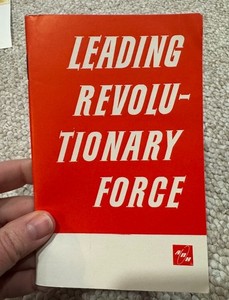 LEADING
REVOLU-
TIONARY
FORCE